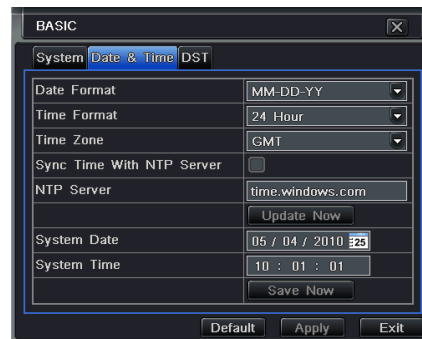 BASIC
System Date & Time DST
Date Format MM-DD-YY
Time Format 24 Hour
Time Zone GMT
Sync Time With NTP Server
NTP Server time.windows.com
Update Now
System Date 05 / 04 / 2010 25
System Time 10 : 01 : 01
Save Now
Default Apply Exit